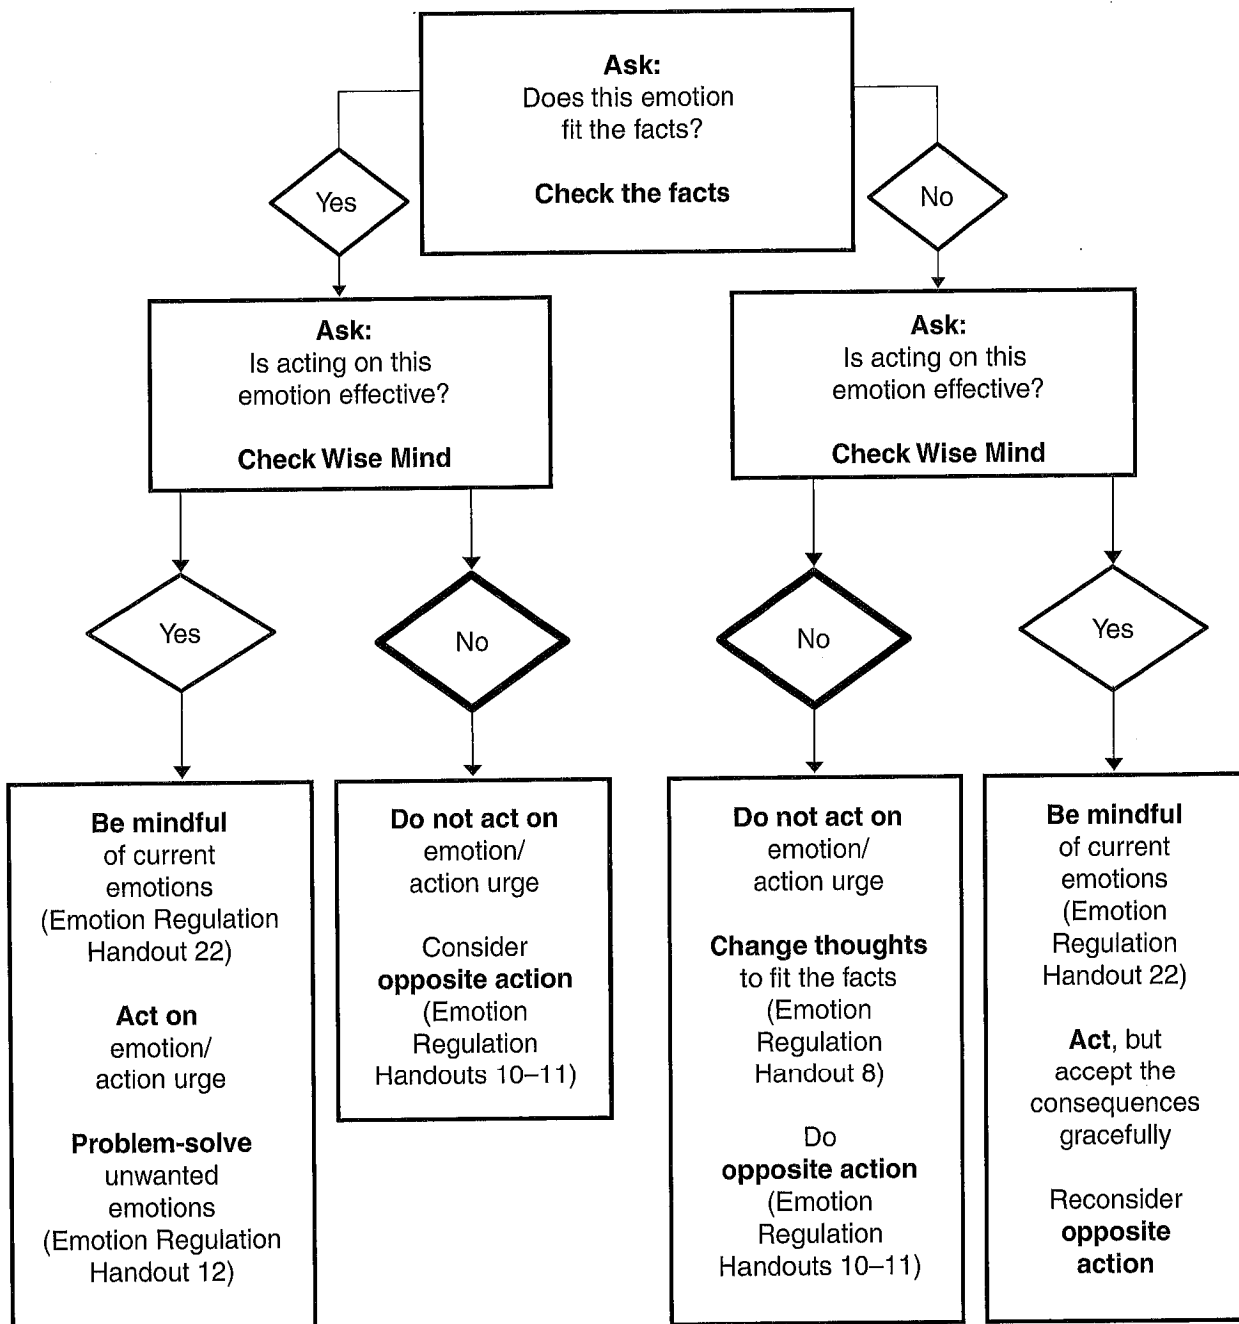 Ask:
Does this emotion
fit the facts?
Check the facts
Yes
No
Ask:
Is acting on this
emotion effective?
Check Wise Mind
Ask:
Is acting on this
emotion effective?
Check Wise Mind
Yes
No
No
Yes
Be mindful
of current
emotions
(Emotion Regulation
Handout 22)
Act on
emotion/
action urge
Problem-solve
unwanted
emotions
(Emotion Regulation
Handout 12)
Do not act on
emotion/
action urge
Consider
opposite action
(Emotion
Regulation
Handouts 10–11)
Do not act on
emotion/
action urge
Change thoughts
to fit the facts
(Emotion
Regulation
Handout 8)
Do
opposite action
(Emotion
Regulation
Handouts 10–11)
Be mindful
of current
emotions
(Emotion
Regulation
Handout 22)
Act, but
accept the
consequences
gracefully
Reconsider
opposite
action